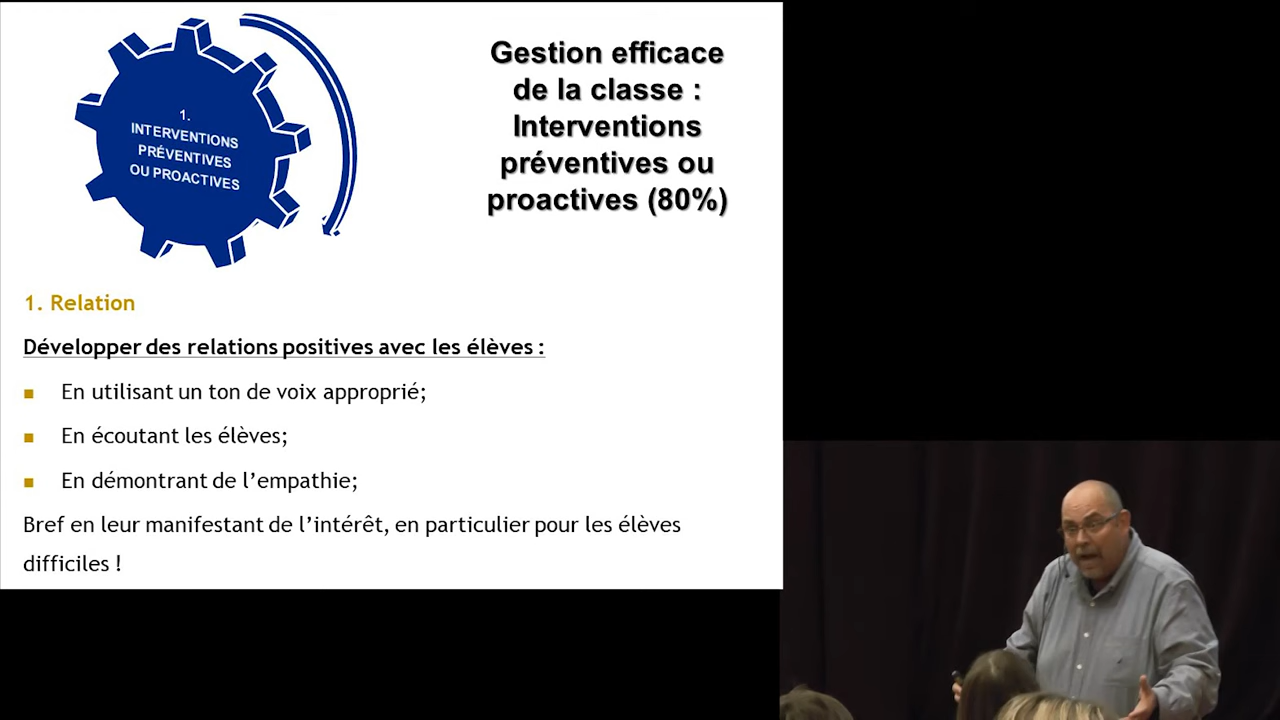 1.
INTERVENTIONS
PRÉVENTIVES
OU PROACTIVES
Gestion efficace
de la classe :
Interventions
préventives ou
proactives (80%)
1. Relation
Développer des relations positives avec les élèves :
■ En utilisant un ton de voix approprié;
■ En écoutant les élèves;
■ En démontrant de l’empathie;
Bref en leur manifestant de l’intérêt, en particulier pour les élèves
difficiles !